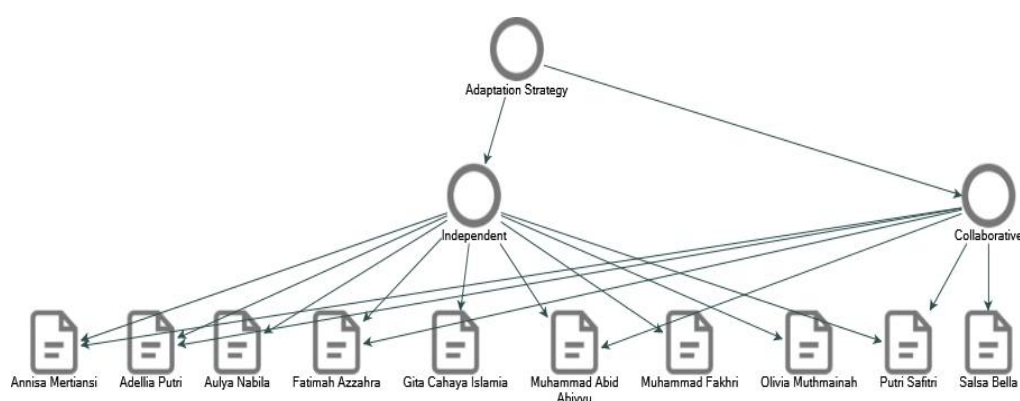 Adaptation Strategy
Independent
Collaborative
Annisa Mertiansi
Adellia Putri
Aulya Nabila
Fatimah Azzahra
Gita Cahaya Islamia
Muhammad Abid
Abiyyu
Muhammad Fakhri
Olivia Muthmainah
Putri Safitri
Salsa Bella